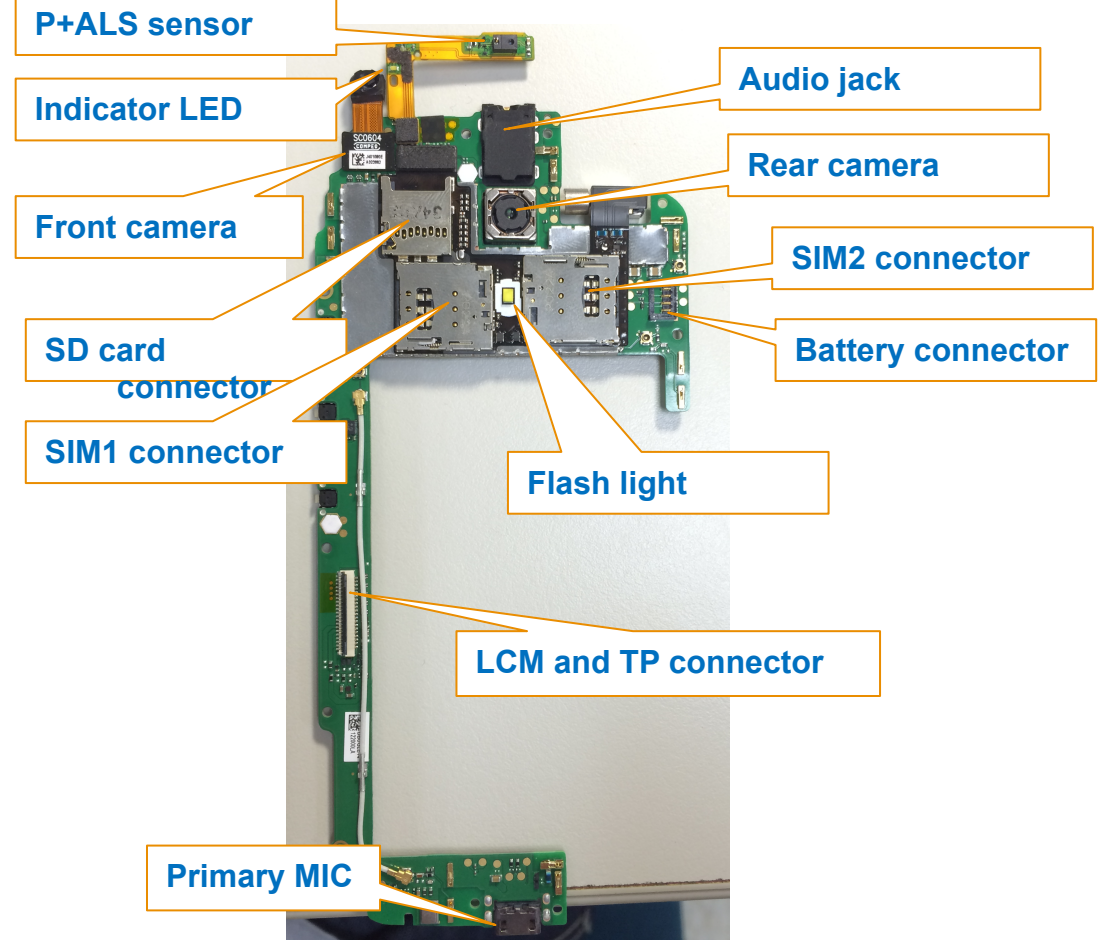 P+ALS sensor
Indicator LED
Audio jack
SC0604
Rear camera
Front camera
SIM2 connector
SD card
connector
Battery connector
SIM1 connector
Flash light
LCM and TP connector
Primary MIC